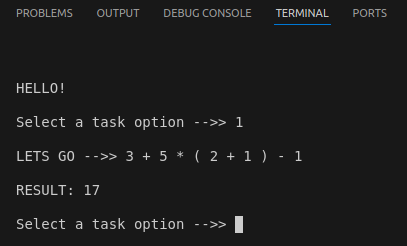 PROBLEMS OUTPUT DEBUG CONSOLE TERMINAL PORTS
HELLO!
Select a task option -->> 1
LETS GO -->> 3 + 5 * ( 2 + 1 ) - 1
RESULT: 17
Select a task option -->>